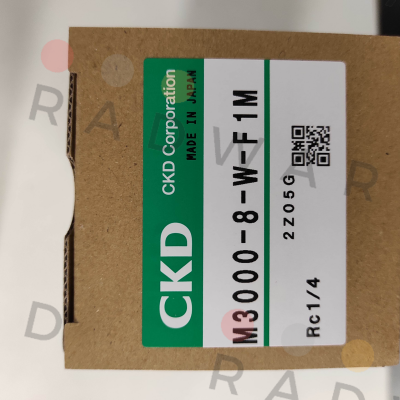 CKD
CKD Corporation
MADE IN JAPAN
M3000-8-W-F1M
2Z05G
Rc1/4